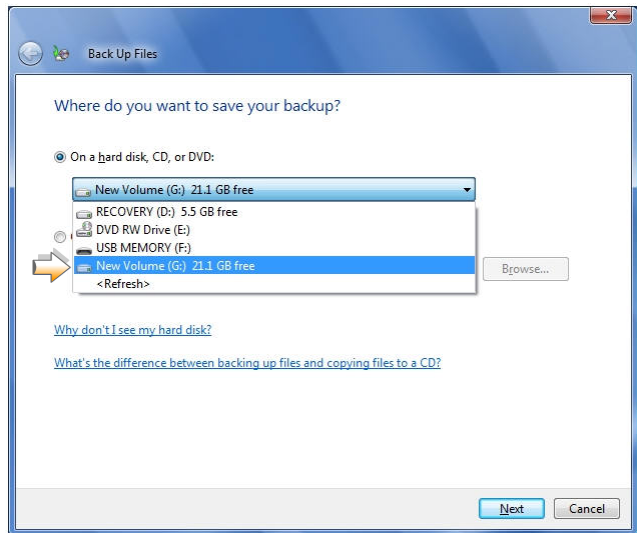 Back Up Files
Where do you want to save your backup?
On a hard disk, CD, or DVD:
New Volume (G:) 21.1 GB free
RECOVERY (D:) 5.5 GB free
DVD RW Drive (E:)
USB MEMORY (F:)
New Volume (G:) 21.1 GB free
<Refresh>
Browse...
Why don't I see my hard disk?
What's the difference between backing up files and copying files to a CD?
Next
Cancel